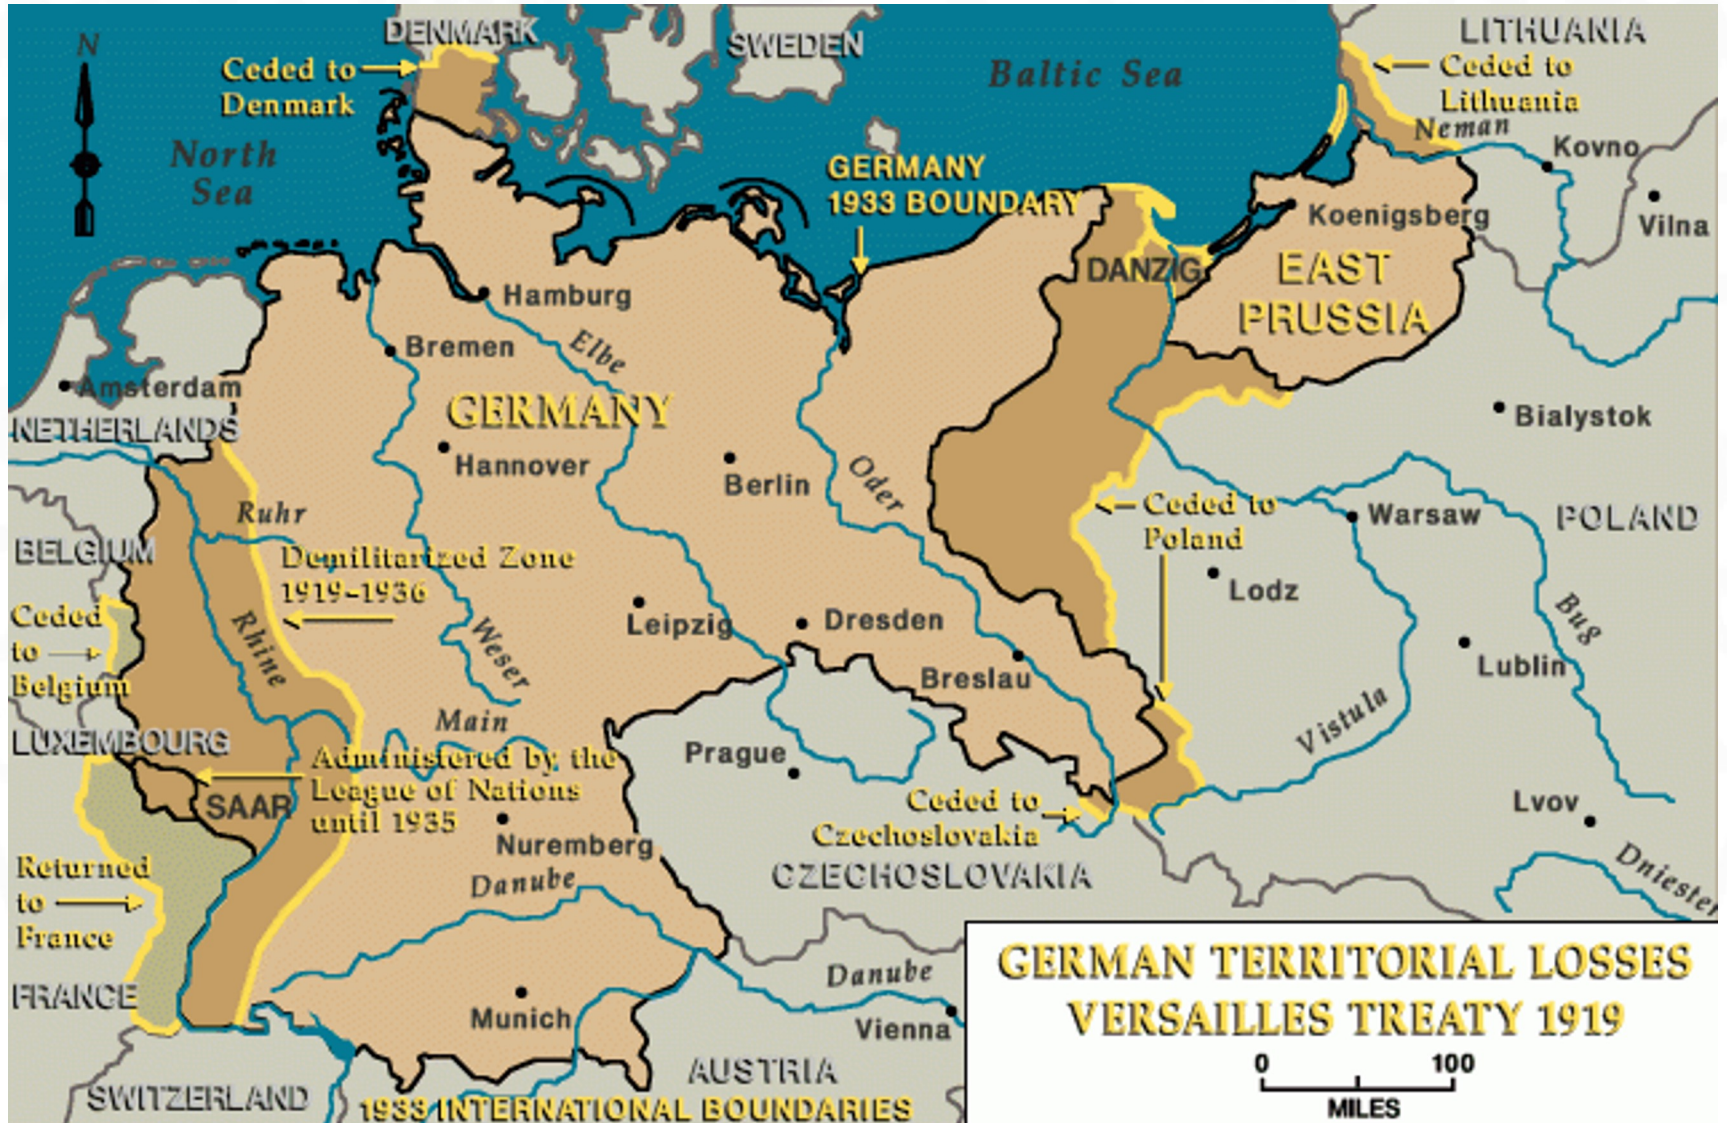 DENMARK
SWEDEN
LITHUANIA
N
Ceded to
Denmark
Baltic Sea
Ceded to
Lithuania
North
Sea
Neman
Kovno
GERMANY
1933 BOUNDARY
Koenigsberg
Vilna
DANZIG
EAST
PRUSSIA
Hamburg
Bremen
Elbe
Amsterdam
NETHERLANDS
GERMANY
Bialystok
Hannover
Berlin
Oder
Ruhr
Ceded to
Poland
Warsaw
POLAND
BELGIUM
Demilitarized Zone
1919-1936
Lodz
Bug
Ceded
to
Belgium
Rhine
Weser
Leipzig
Dresden
Breslau
Lublin
Vistula
LUXEMBOURG
Main
Prague
Administered by the
League of Nations
until 1935
SAAR
Nuremberg
Ceded to
Czechoslovakia
Lvov
Returned
to
France
Danube
CZECHOSLOVAKIA
Dniester
FRANCE
Munich
Danube
Vienna
GERMAN TERRITORIAL LOSSES
VERSAILLES TREATY 1919
0 100
MILES
SWITZERLAND
AUSTRIA
1933 INTERNATIONAL BOUNDARIES